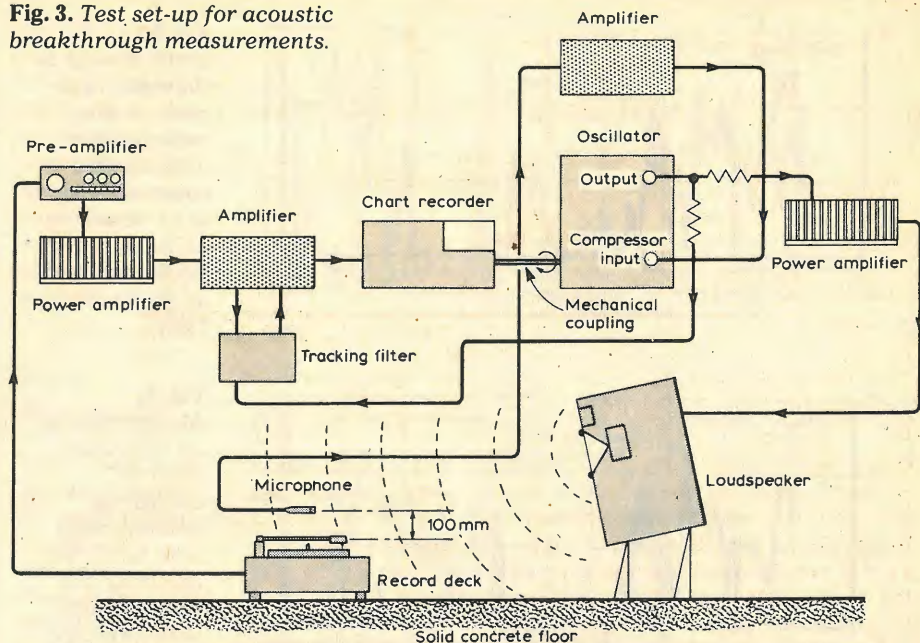 Fig. 3. Test set-up for acoustic
breakthrough measurements.
Amplifier
Oscillator
Pre-amplifier
Output
Amplifier
Chart recorder
Compressor
input
Power amplifier
Power amplifier
Mechanical
coupling
Tracking filter
Microphone
Loudspeaker
100mm
Record deck
Solid concrete floor